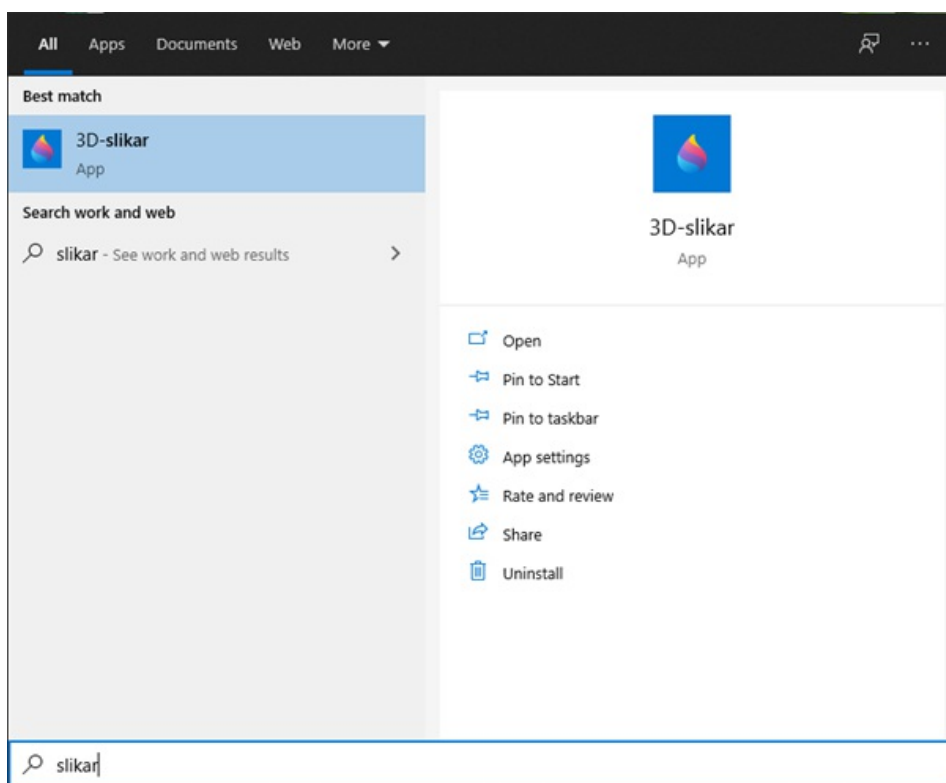 All Apps Documents Web More
Best match
3D-slikar
App
Search work and web
slikar - See work and web results
3D-slikar
App
Open
Pin to Start
Pin to taskbar
App settings
Rate and review
Share
Uninstall
slikar